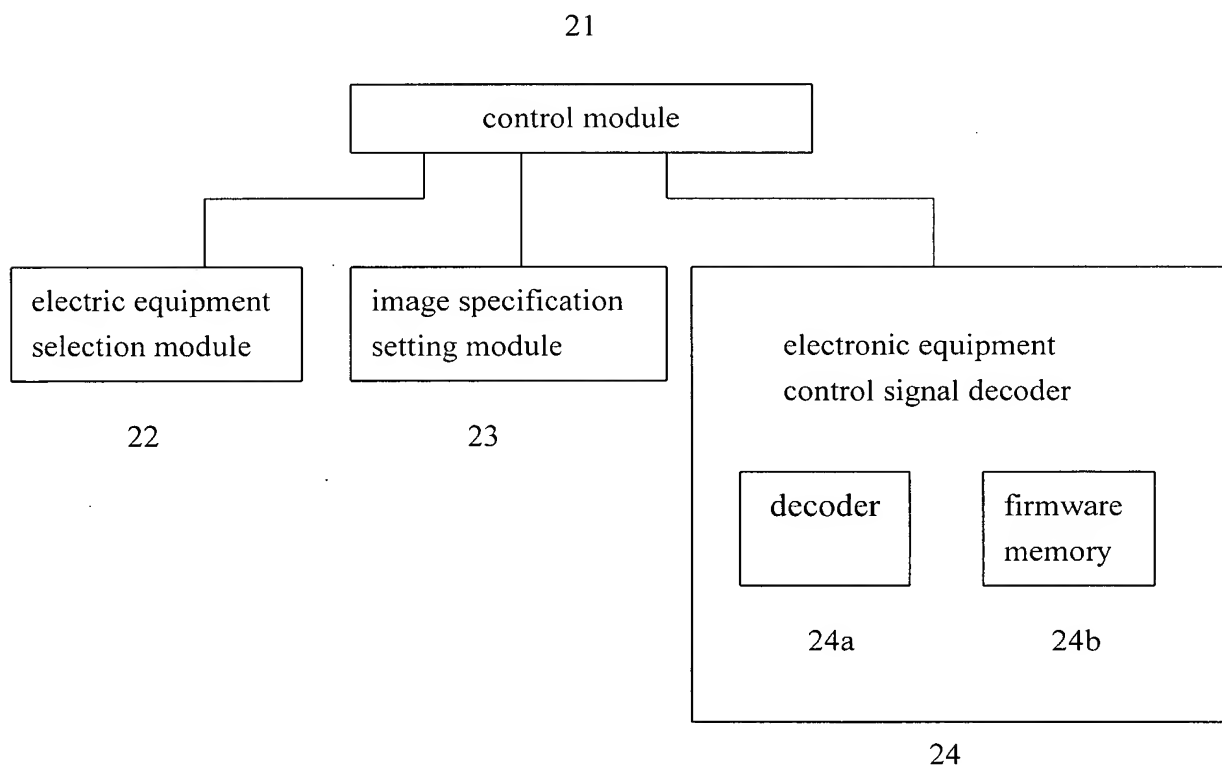 21
control module
electric equipment
selection module
22
image specification
setting module
23
electronic equipment
control signal decoder
decoder
24a
firmware
memory
24b
24